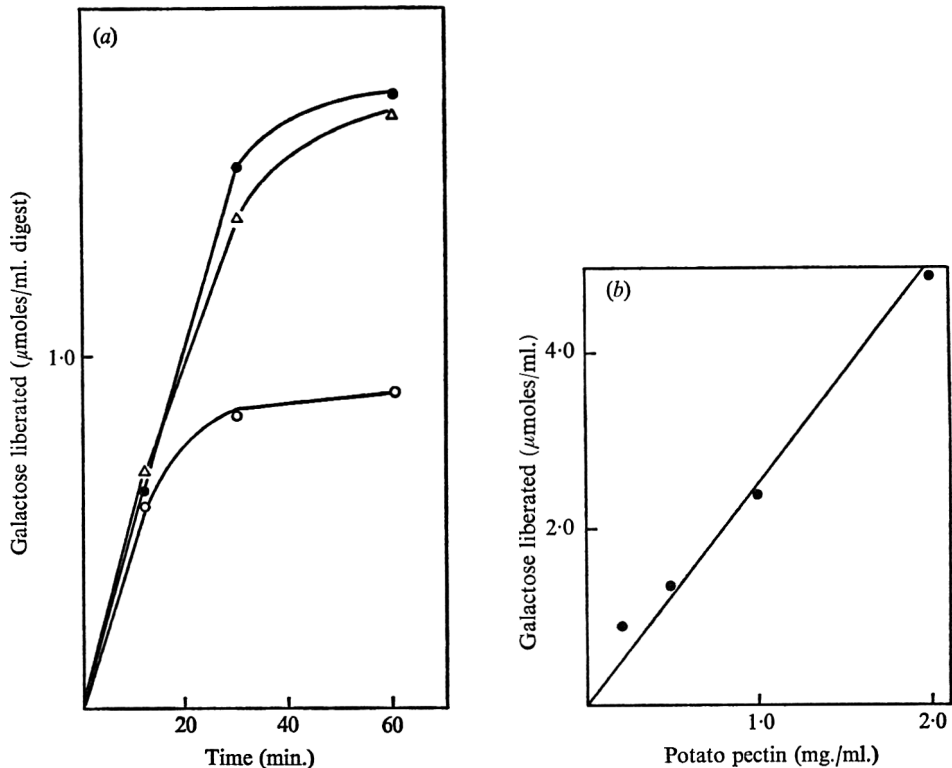 (a)
Galactose liberated (μmoles/ml. digest)
1·0
20
40
60
Time (min.)
(b)
Galactose liberated (μmoles/ml.)
4·0
2·0
1·0
2·0
Potato pectin (mg./ml.)